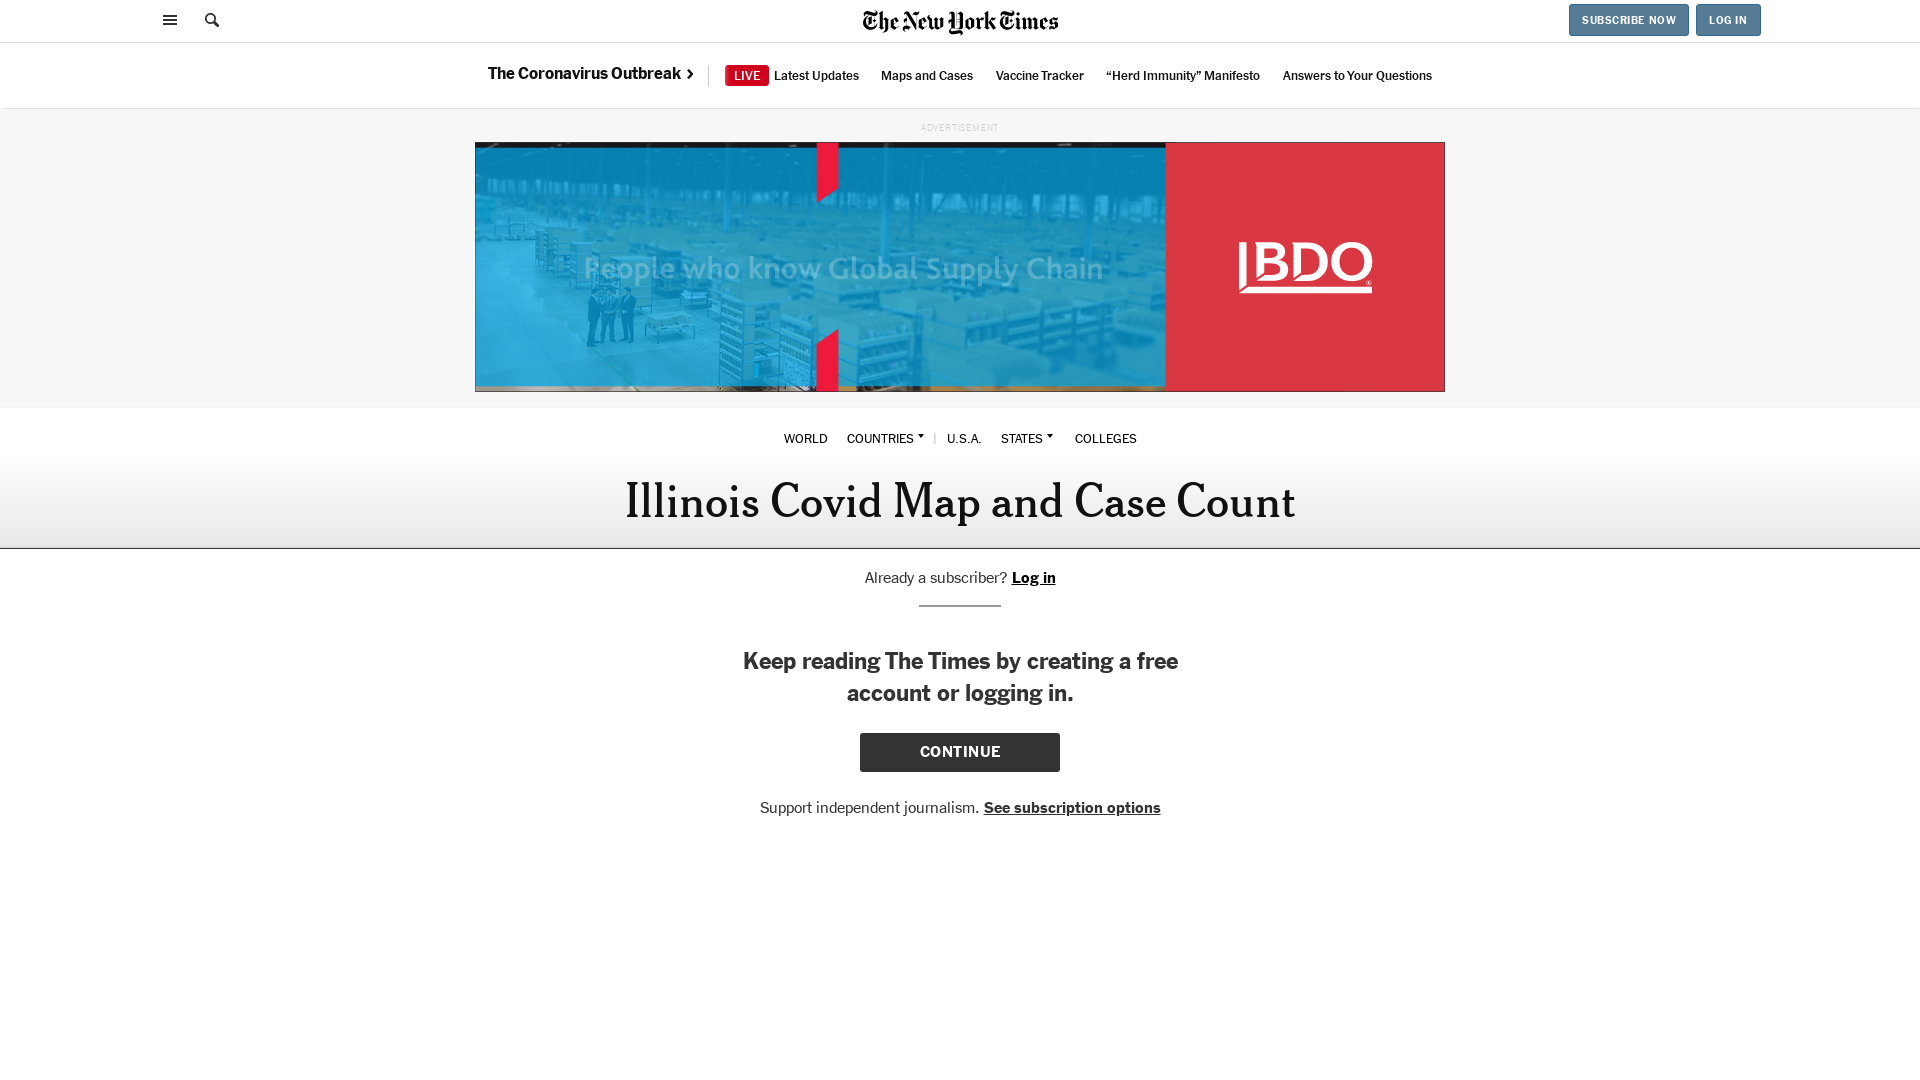 The New York Times
SUBSCRIBE NOW
LOG IN
The Coronavirus Outbreak
LIVE Latest Updates
Maps and Cases
Vaccine Tracker
“Herd Immunity” Manifesto
Answers to Your Questions
ADVERTISEMENT
People who know Global Supply Chain
IBDO
®
WORLD
COUNTRIES
U.S.A.
STATES
COLLEGES
Illinois Covid Map and Case Count
Already a subscriber? Log in
Keep reading The Times by creating a free
account or logging in.
CONTINUE
Support independent journalism. See subscription options